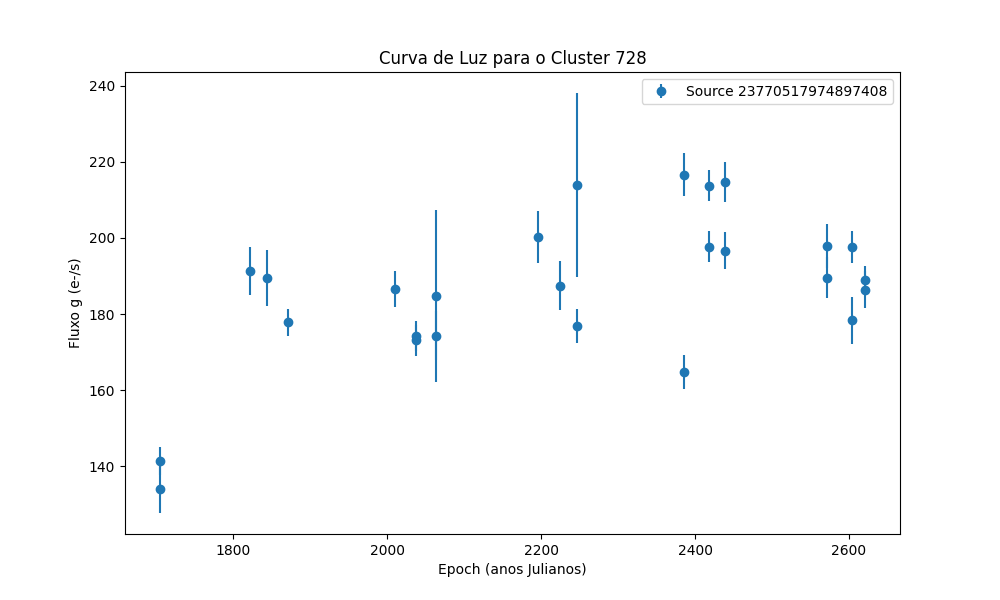 Curva de Luz para o Cluster 728
Source 23770517974897408
Fluxo g (e-/s)
240
220
200
180
160
140
1800
2000
2200
2400
2600
Epoch (anos Julianos)